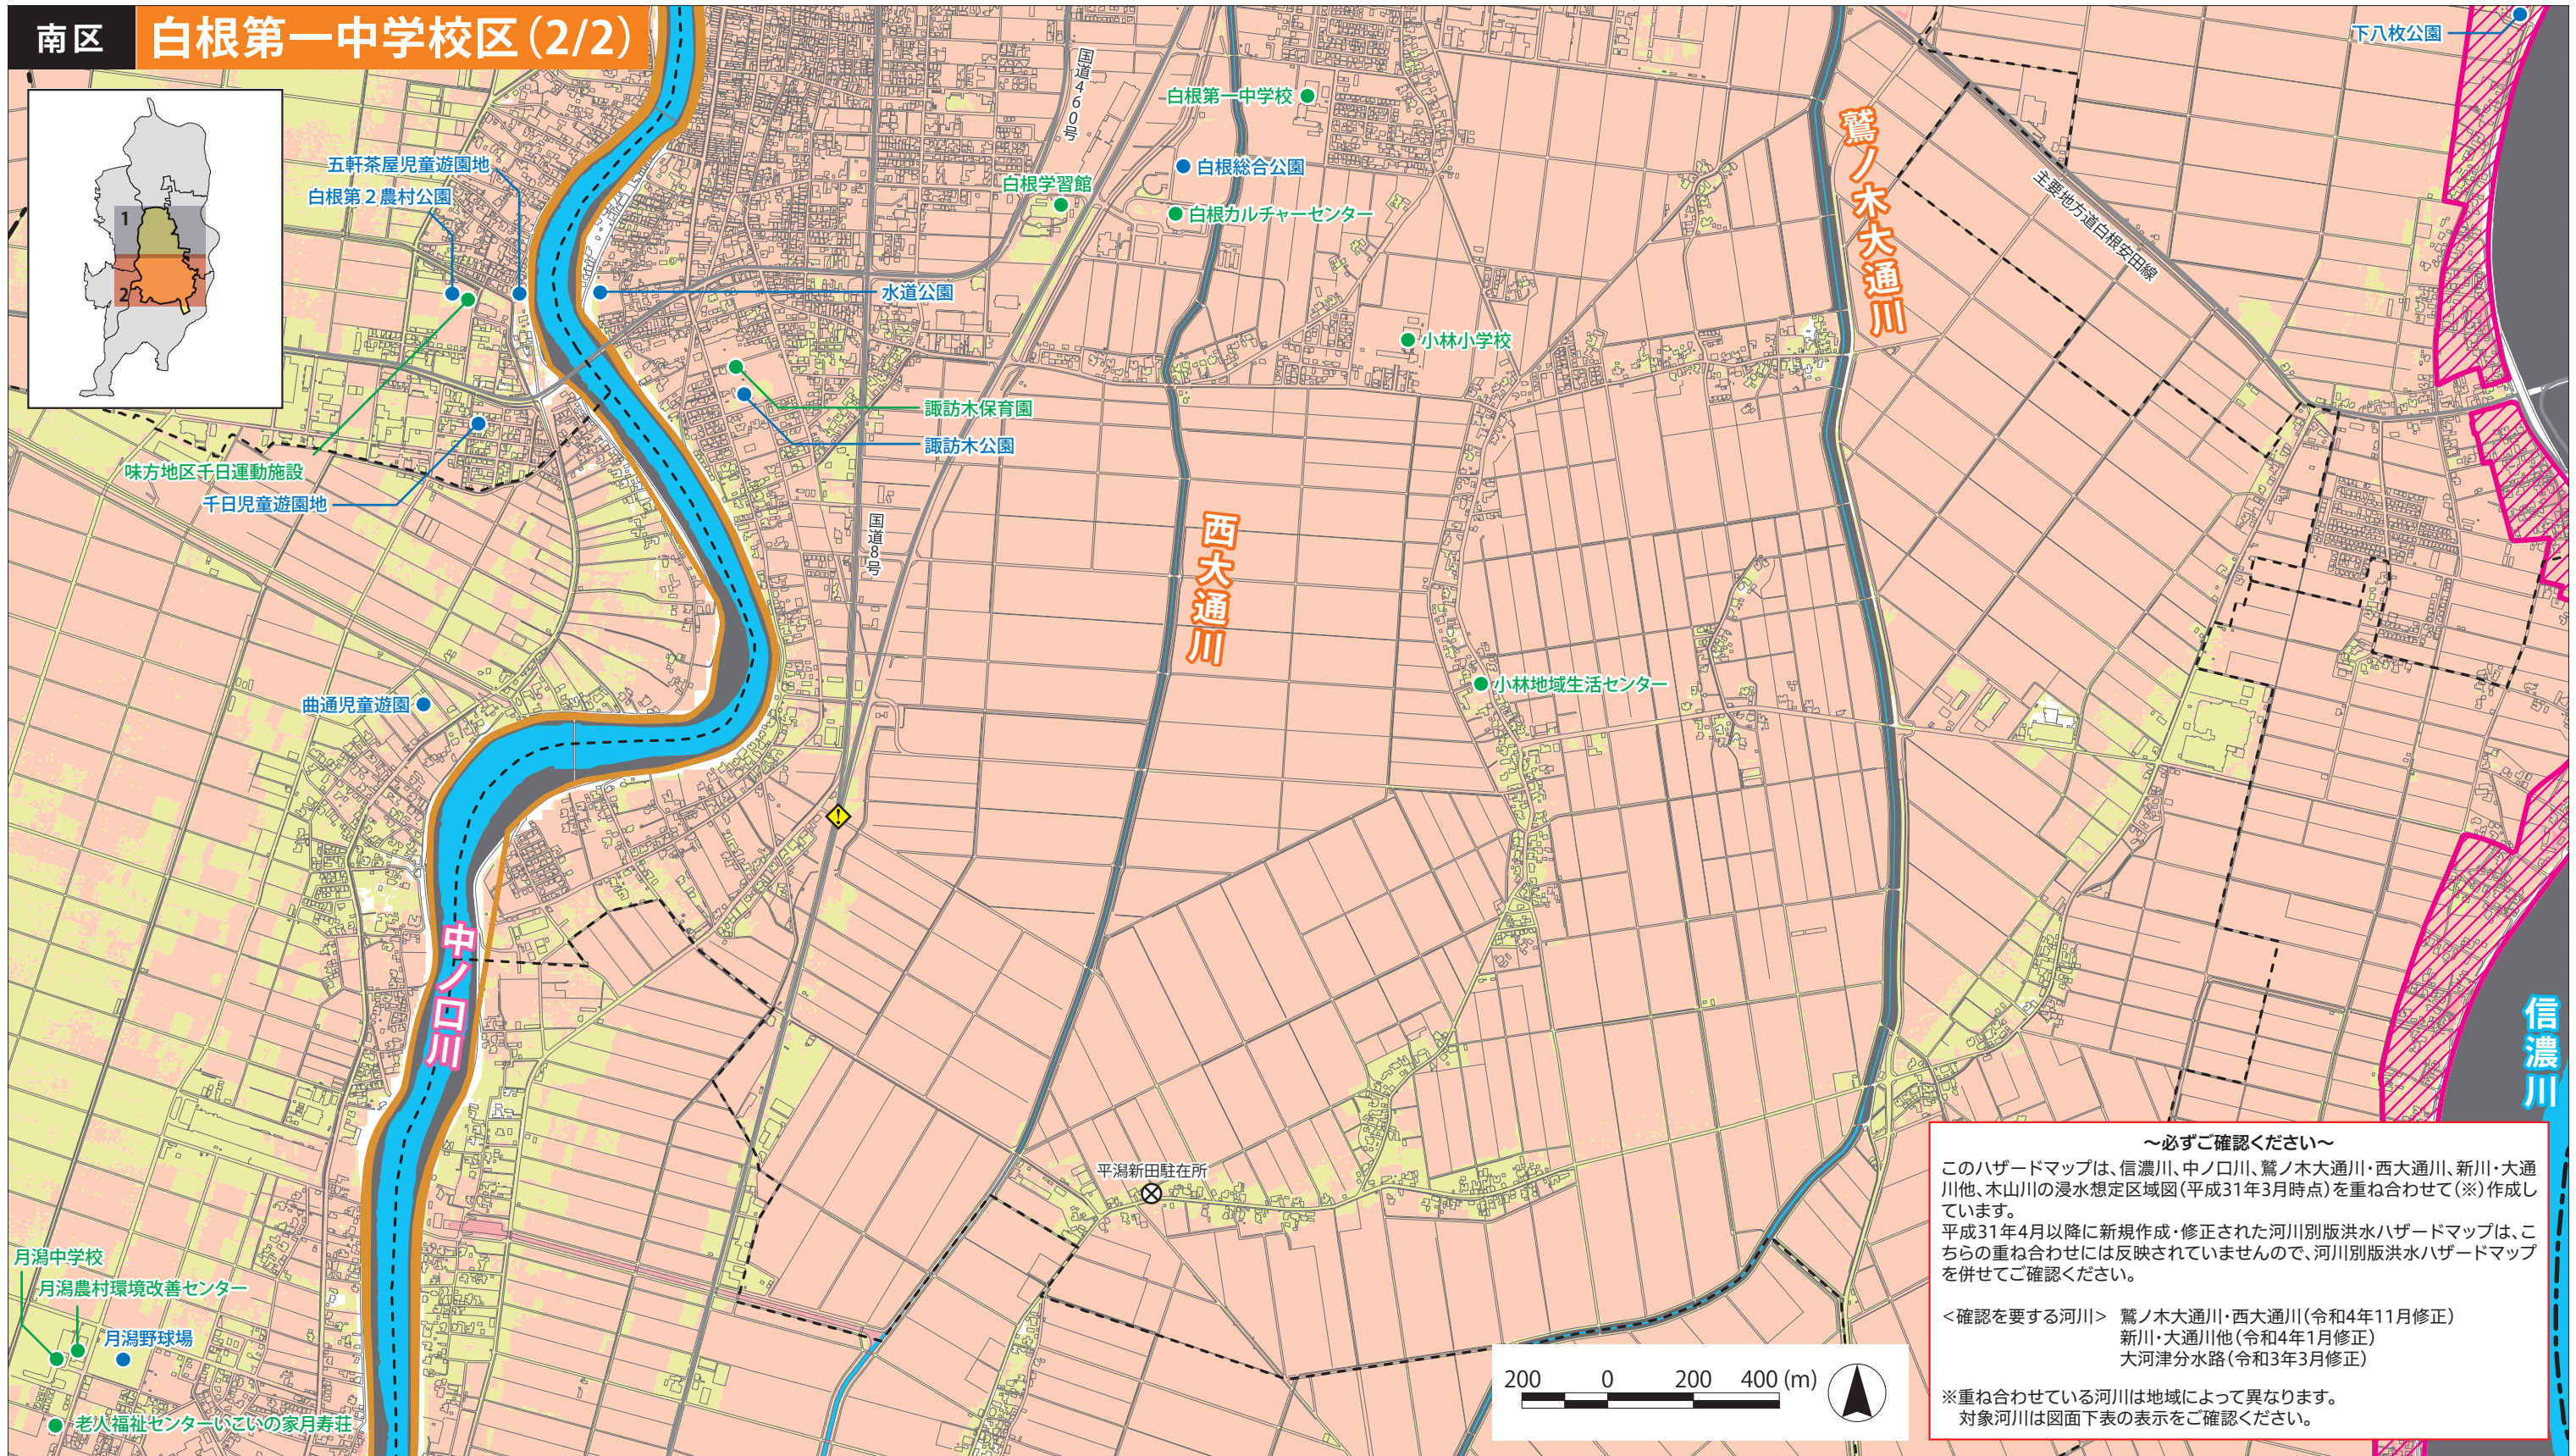 南区
白根第一中学校区(2/2)
1
2
国道460号
白根第一中学校
下八枚公園
五軒茶屋児童遊園地
白根総合公園
白根第2農村公園
白根学習館
白根カルチャーセンター
鷲ノ木大通川
主要地方道白根安田線
水道公園
小林小学校
諏訪木保育園
諏訪木公園
味方地区千日運動施設
千日児童遊園地
国道8号
西大通川
曲通児童遊園
小林地域生活センター
中ノ口川
信濃川
平潟新田駐在所
月潟中学校
月潟農村環境改善センター
月潟野球場
老人福祉センターいこいの家月寿荘
~必ずご確認ください~
このハザードマップは、信濃川、中ノ口川、鷲ノ木大通川・西大通川、新川・大通
川他、木山川の浸水想定区域図(平成31年3月時点)を重ね合わせて(※)作成し
ています。
平成31年4月以降に新規作成・修正された河川別版洪水ハザードマップは、こ
ちらの重ね合わせには反映されていませんので、河川別版洪水ハザードマップ
を併せてご確認ください。
<確認を要する河川> 鷲ノ木大通川・西大通川(令和4年11月修正)
新川・大通川他(令和4年1月修正)
大河津分水路(令和3年3月修正)
※重ね合わせている河川は地域によって異なります。
対象河川は図面下表の表示をご確認ください。
200 0 200 400 (m)